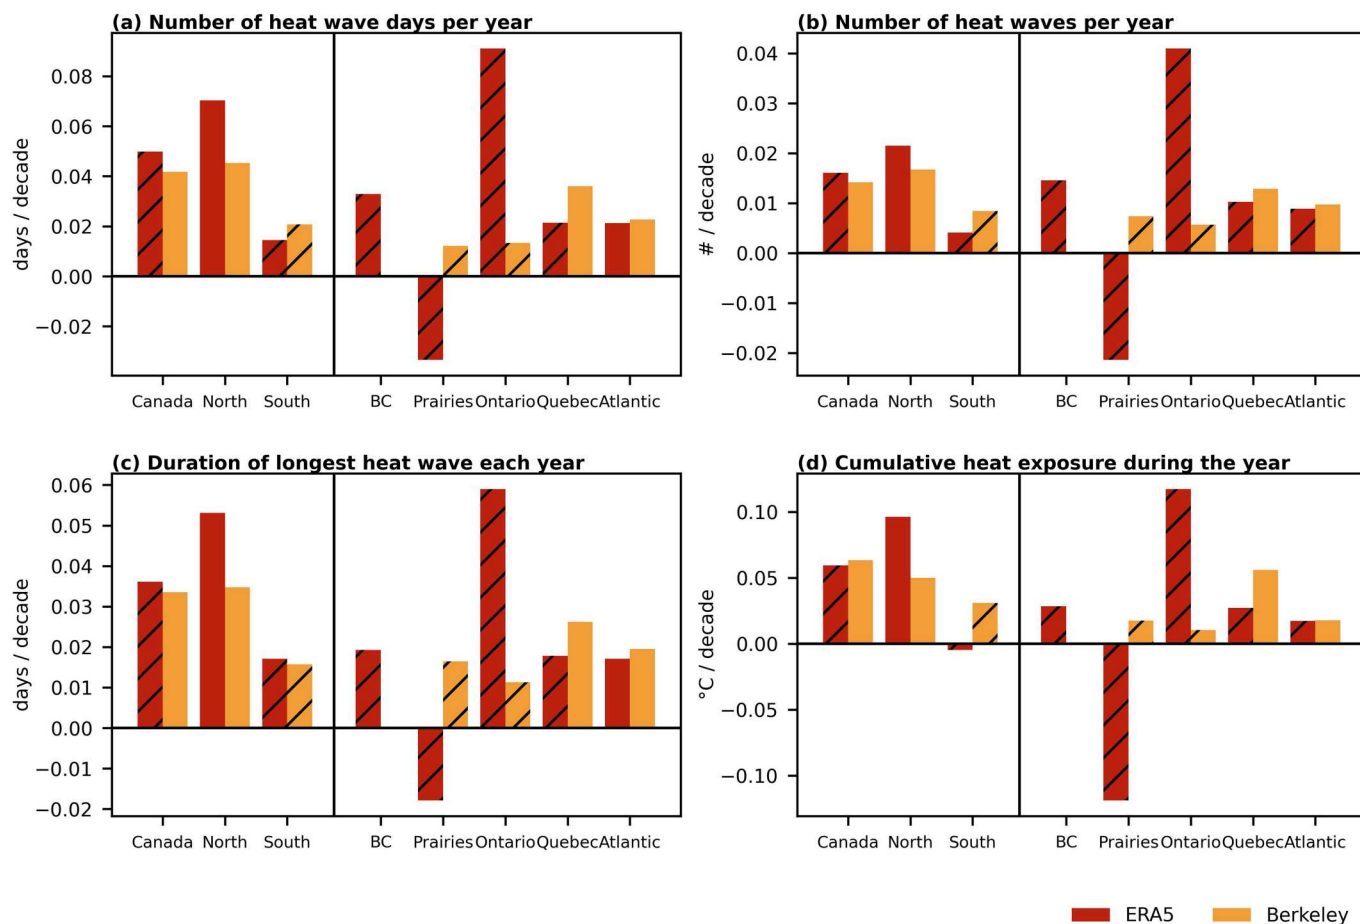 (a) Number of heat wave days per year
days / decade
0.08
0.06
0.04
0.02
0.00
−0.02
Canada North South BC Prairies Ontario Quebec Atlantic
(b) Number of heat waves per year
# / decade
0.04
0.03
0.02
0.01
0.00
−0.01
−0.02
Canada North South BC Prairies Ontario Quebec Atlantic
(c) Duration of longest heat wave each year
days / decade
0.06
0.05
0.04
0.03
0.02
0.01
0.00
−0.01
−0.02
Canada North South BC Prairies Ontario Quebec Atlantic
(d) Cumulative heat exposure during the year
°C / decade
0.10
0.05
0.00
−0.05
−0.10
Canada North South BC Prairies Ontario Quebec Atlantic
ERA5 Berkeley